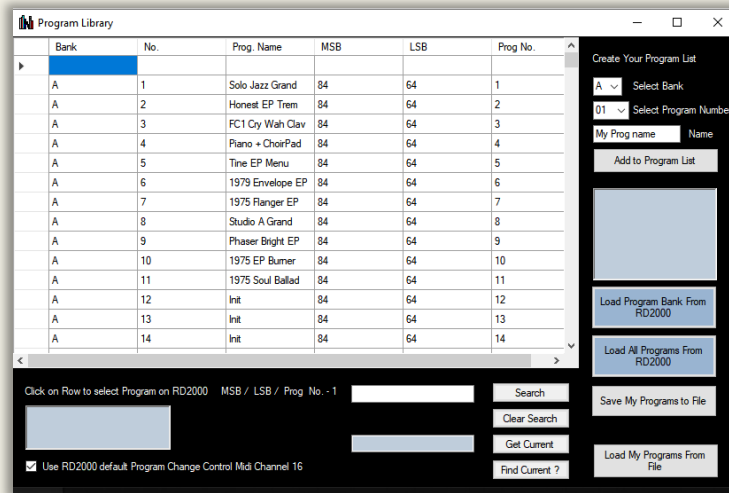 Program Library
Bank No. Prog. Name MSB LSB Prog No.
A 1 Solo Jazz Grand 84 64 1
A 2 Honest EP Trem 84 64 2
A 3 FC1 Cry Wah Clav 84 64 3
A 4 Piano + ChoirPad 84 64 4
A 5 Tine EP Menu 84 64 5
A 6 1979 Envelope EP 84 64 6
A 7 1975 Flanger EP 84 64 7
A 8 Studio A Grand 84 64 8
A 9 Phaser Bright EP 84 64 9
A 10 1975 EP Burner 84 64 10
A 11 1975 Soul Ballad 84 64 11
A 12 Init 84 64 12
A 13 Init 84 64 13
A 14 Init 84 64 14
Create Your Program List
A Select Bank
01 Select Program Number
My Prog name Name
Add to Program List
Load Program Bank From
RD2000
Load All Programs From
RD2000
Save My Programs to File
Load My Programs From
File
Click on Row to select Program on RD2000 MSB / LSB / Prog No. - 1
Search
Clear Search
Get Current
Find Current ?
Use RD2000 default Program Change Control Midi Channel 16